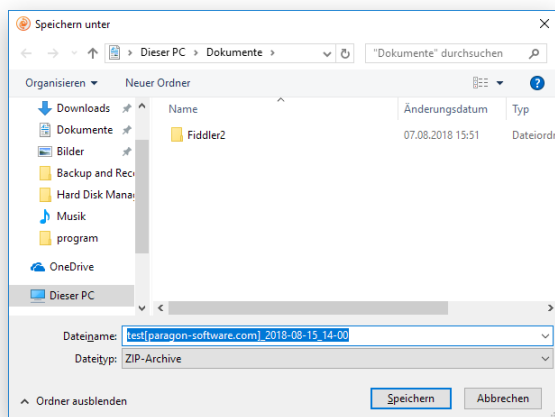 Speichern unter
Dieser PC > Dokumente >
"Dokumente" durchsuchen
Organisieren
Neuer Ordner
Downloads
Dokumente
Bilder
Backup and Rec
Hard Disk Mana
Musik
program
OneDrive
Dieser PC
Name
Änderungsdatum
Typ
Fiddler2
07.08.2018 15:51
Dateiordn
Dateiname:
test[paragon-software.com]_2018-08-15_14-00
Dateityp:
ZIP-Archive
Ordner ausblenden
Speichern
Abbrechen